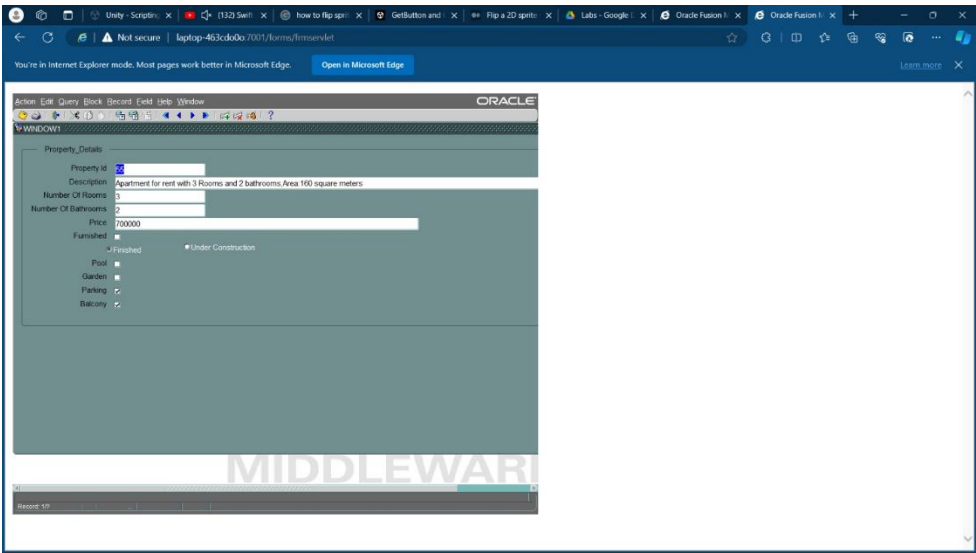 Unity - Scripting
(132) Swift
how to flip spri
GetButton and
Flip a 2D sprite
Labs - Google
Oracle Fusion M
Oracle Fusion M
Not secure | laptop-463cdo0o:7001/forms/frmservlet
You're in Internet Explorer mode. Most pages work better in Microsoft Edge.
Open in Microsoft Edge
Learn more
Action Edit Query Block Record Field Help Window
ORACLE
WINDOW1
Property_Details
Property Id 55
Description Apartment for rent with 3 Rooms and 2 bathrooms,Area:160 square meters
Number Of Rooms 3
Number Of Bathrooms 2
Price 700000
Furnished
Finished Under Construction
Pool
Garden
Parking
Balcony
MIDDLEWAR
Record: 1/?